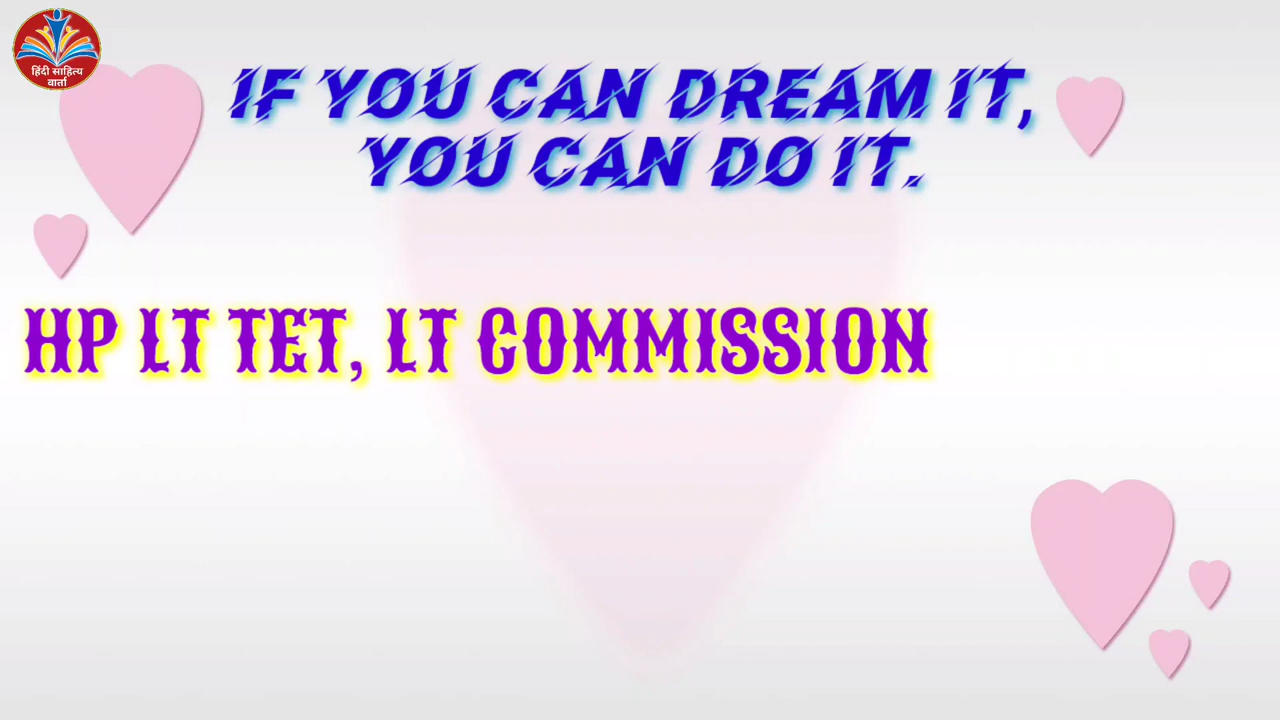 हिंदी साहित्य
वार्ता
IF YOU CAN DREAM IT,
YOU CAN DO IT.
HP LT TET, LT COMMISSION